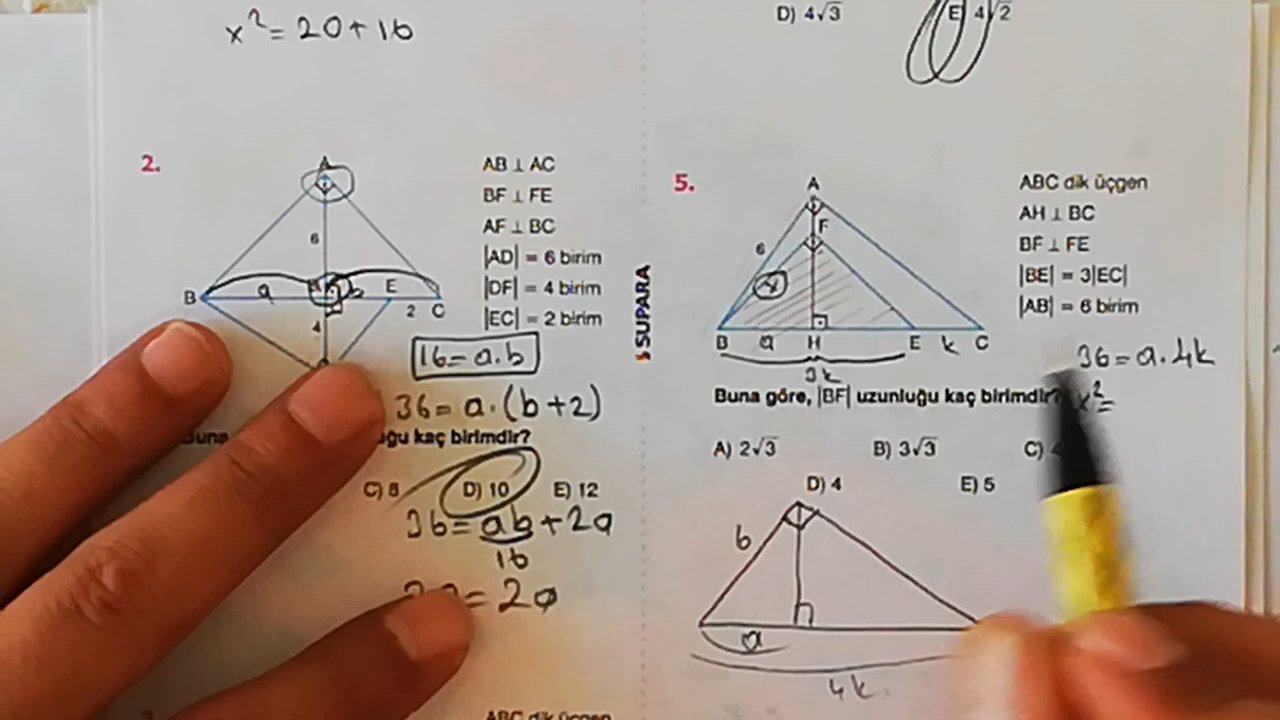 x² = 20 + 16
2.
A
6
B
a
b
E
2
C
4
AB ⊥ AC
BF ⊥ FE
AF ⊥ BC
|AD| = 6 birim
|DF| = 4 birim
|EC| = 2 birim
16 = a.b
36 = a.(b+2)
kaç birimdir?
C) 8 D) 10 E) 12
36 = ab + 2a
16
= 2a
ABC dik üçgen
SUPARA
D) 4√3 E) 4√2
5.
A
F
6
x
B
a
H
E
k
C
3k
ABC dik üçgen
AH ⊥ BC
BF ⊥ FE
|BE| = 3|EC|
|AB| = 6 birim
36 = a.4k
x² =
Buna göre, |BF| uzunluğu kaç birimdir?
A) 2√3 B) 3√3 C)
D) 4 E) 5
6
a
4k